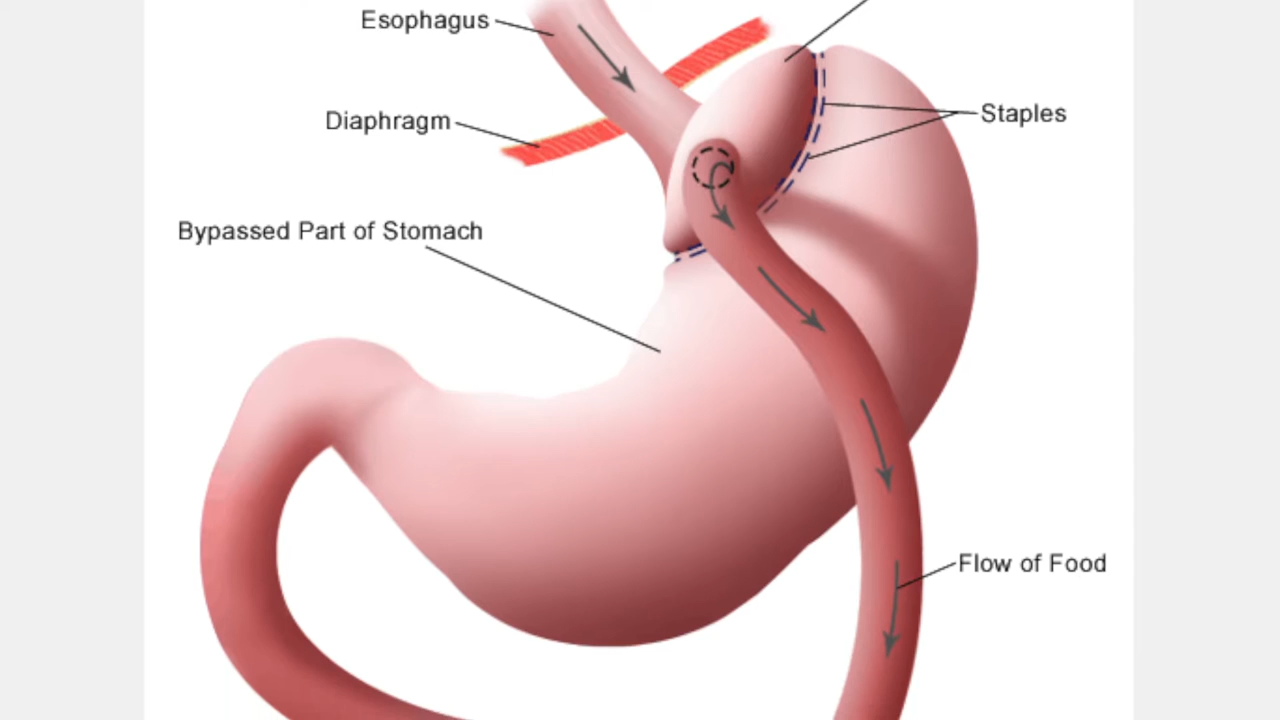 Esophagus
Diaphragm
Staples
Bypassed Part of Stomach
Flow of Food